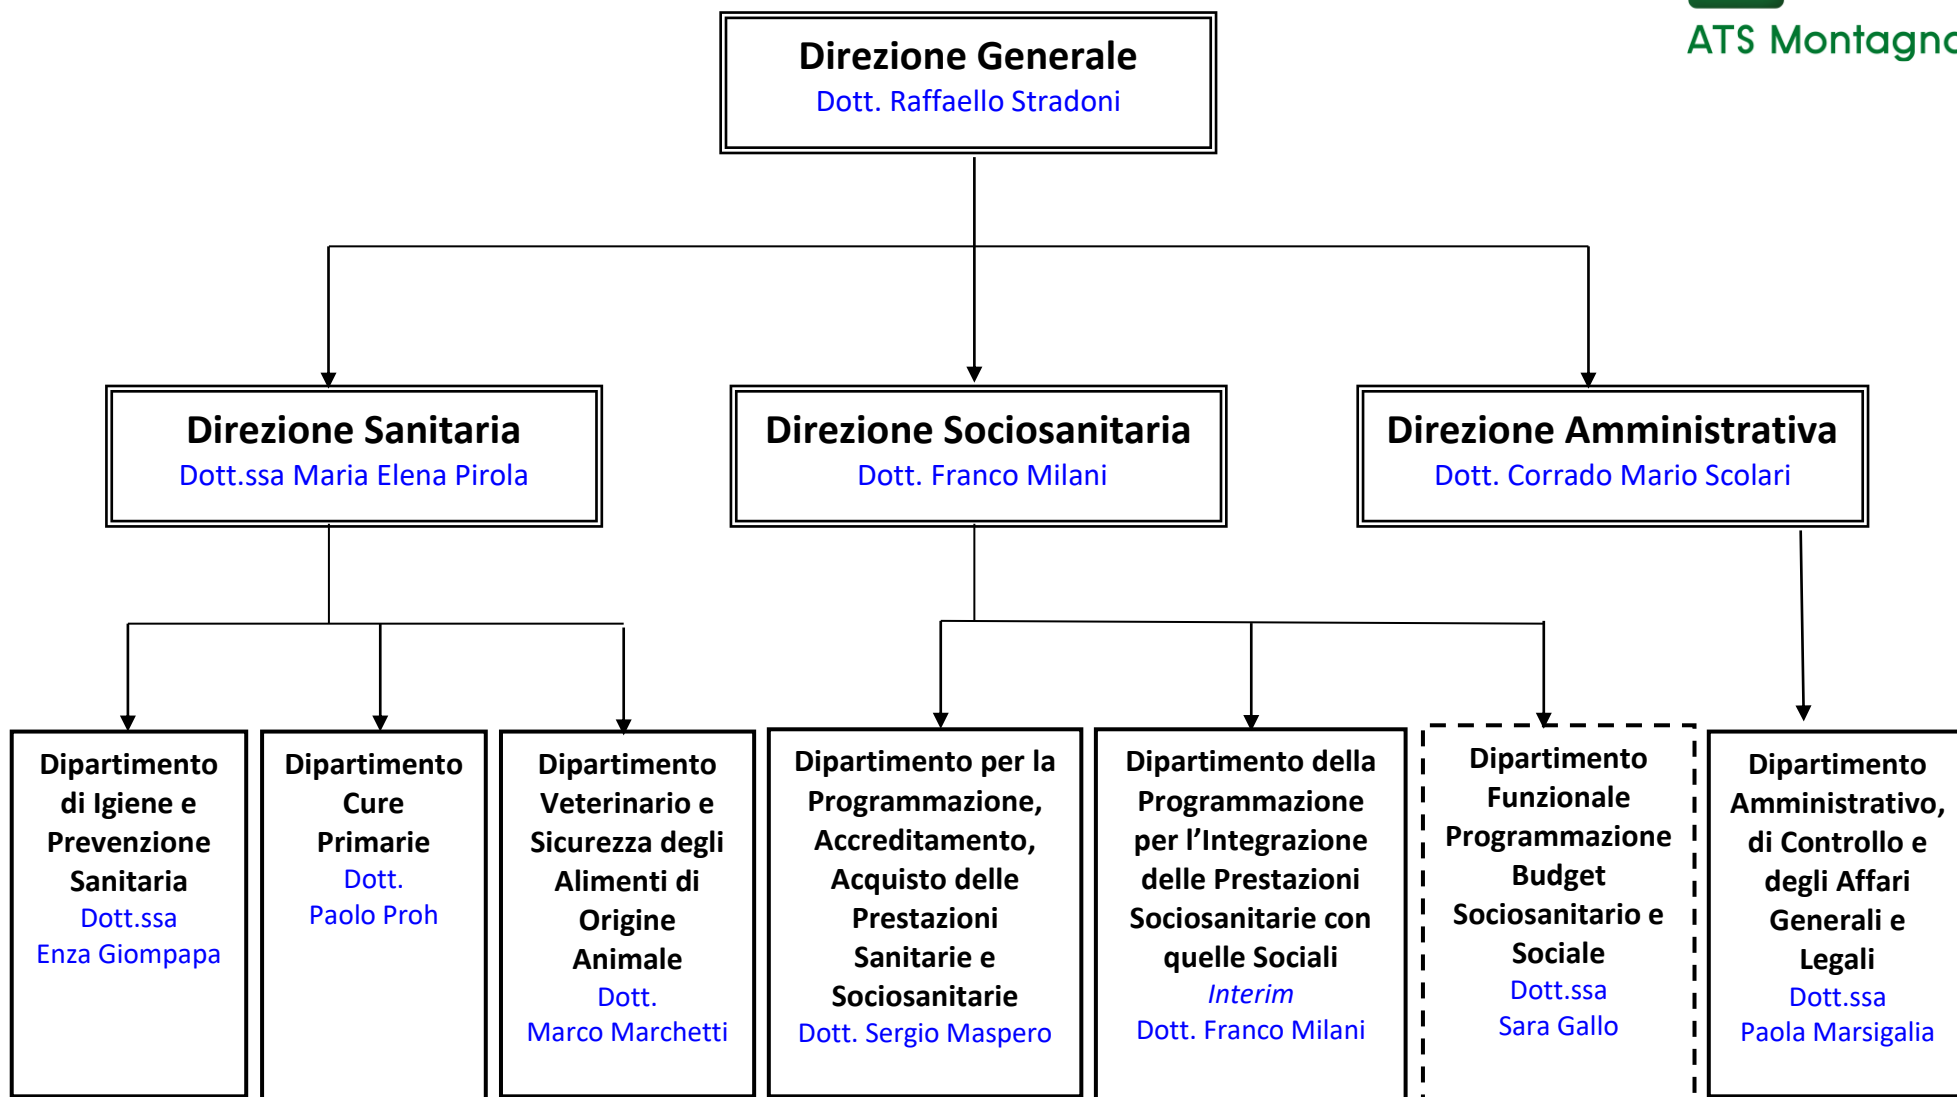 ATS Montagna
Direzione Generale
Dott. Raffaello Stradoni
Direzione Sanitaria
Dott.ssa Maria Elena Pirola
Direzione Sociosanitaria
Dott. Franco Milani
Direzione Amministrativa
Dott. Corrado Mario Scolari
Dipartimento
di Igiene e
Prevenzione
Sanitaria
Dott.ssa
Enza Giompapa
Dipartimento
Cure
Primarie
Dott.
Paolo Proh
Dipartimento
Veterinario e
Sicurezza degli
Alimenti di
Origine
Animale
Dott.
Marco Marchetti
Dipartimento per la
Programmazione,
Accreditamento,
Acquisto delle
Prestazioni
Sanitarie e
Sociosanitarie
Dott. Sergio Maspero
Dipartimento della
Programmazione
per l’Integrazione
delle Prestazioni
Sociosanitarie con
quelle Sociali
Interim
Dott. Franco Milani
Dipartimento
Funzionale
Programmazione
Budget
Sociosanitario e
Sociale
Dott.ssa
Sara Gallo
Dipartimento
Amministrativo,
di Controllo e
degli Affari
Generali e
Legali
Dott.ssa
Paola Marsigalia